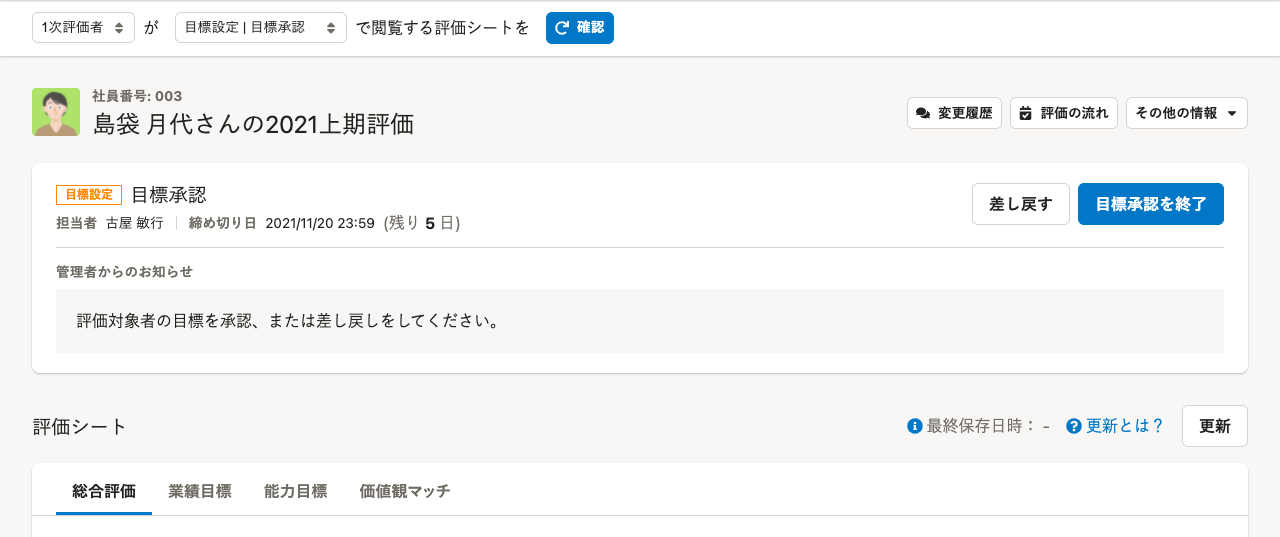 1次評価者 が 目標設定 | 目標承認 で閲覧する評価シートを 確認
社員番号: 003
島袋 月代さんの2021上期評価
変更履歴 評価の流れ その他の情報
目標設定 目標承認
担当者 古屋 敏行 締め切り日 2021/11/20 23:59 (残り 5 日)
差し戻す 目標承認を終了
管理者からのお知らせ
評価対象者の目標を承認、または差し戻しをしてください。
評価シート
最終保存日時： - 更新とは？ 更新
総合評価 業績目標 能力目標 価値観マッチ